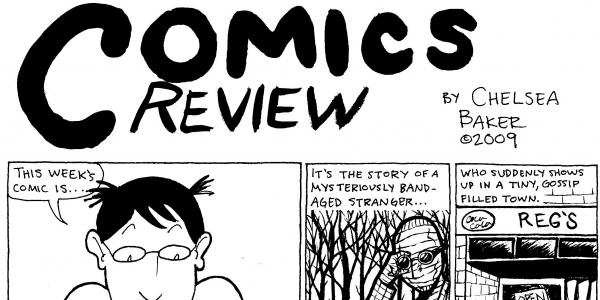 COMICS
REVIEW
BY CHELSEA
BAKER
©2009
THIS WEEK'S
COMIC IS....
IT'S THE STORY OF A
MYSTERIOUSLY BAND-
AGED STRANGER...
WHO SUDDENLY SHOWS
UP IN A TINY, GOSSIP
FILLED TOWN.
REG'S
OPEN